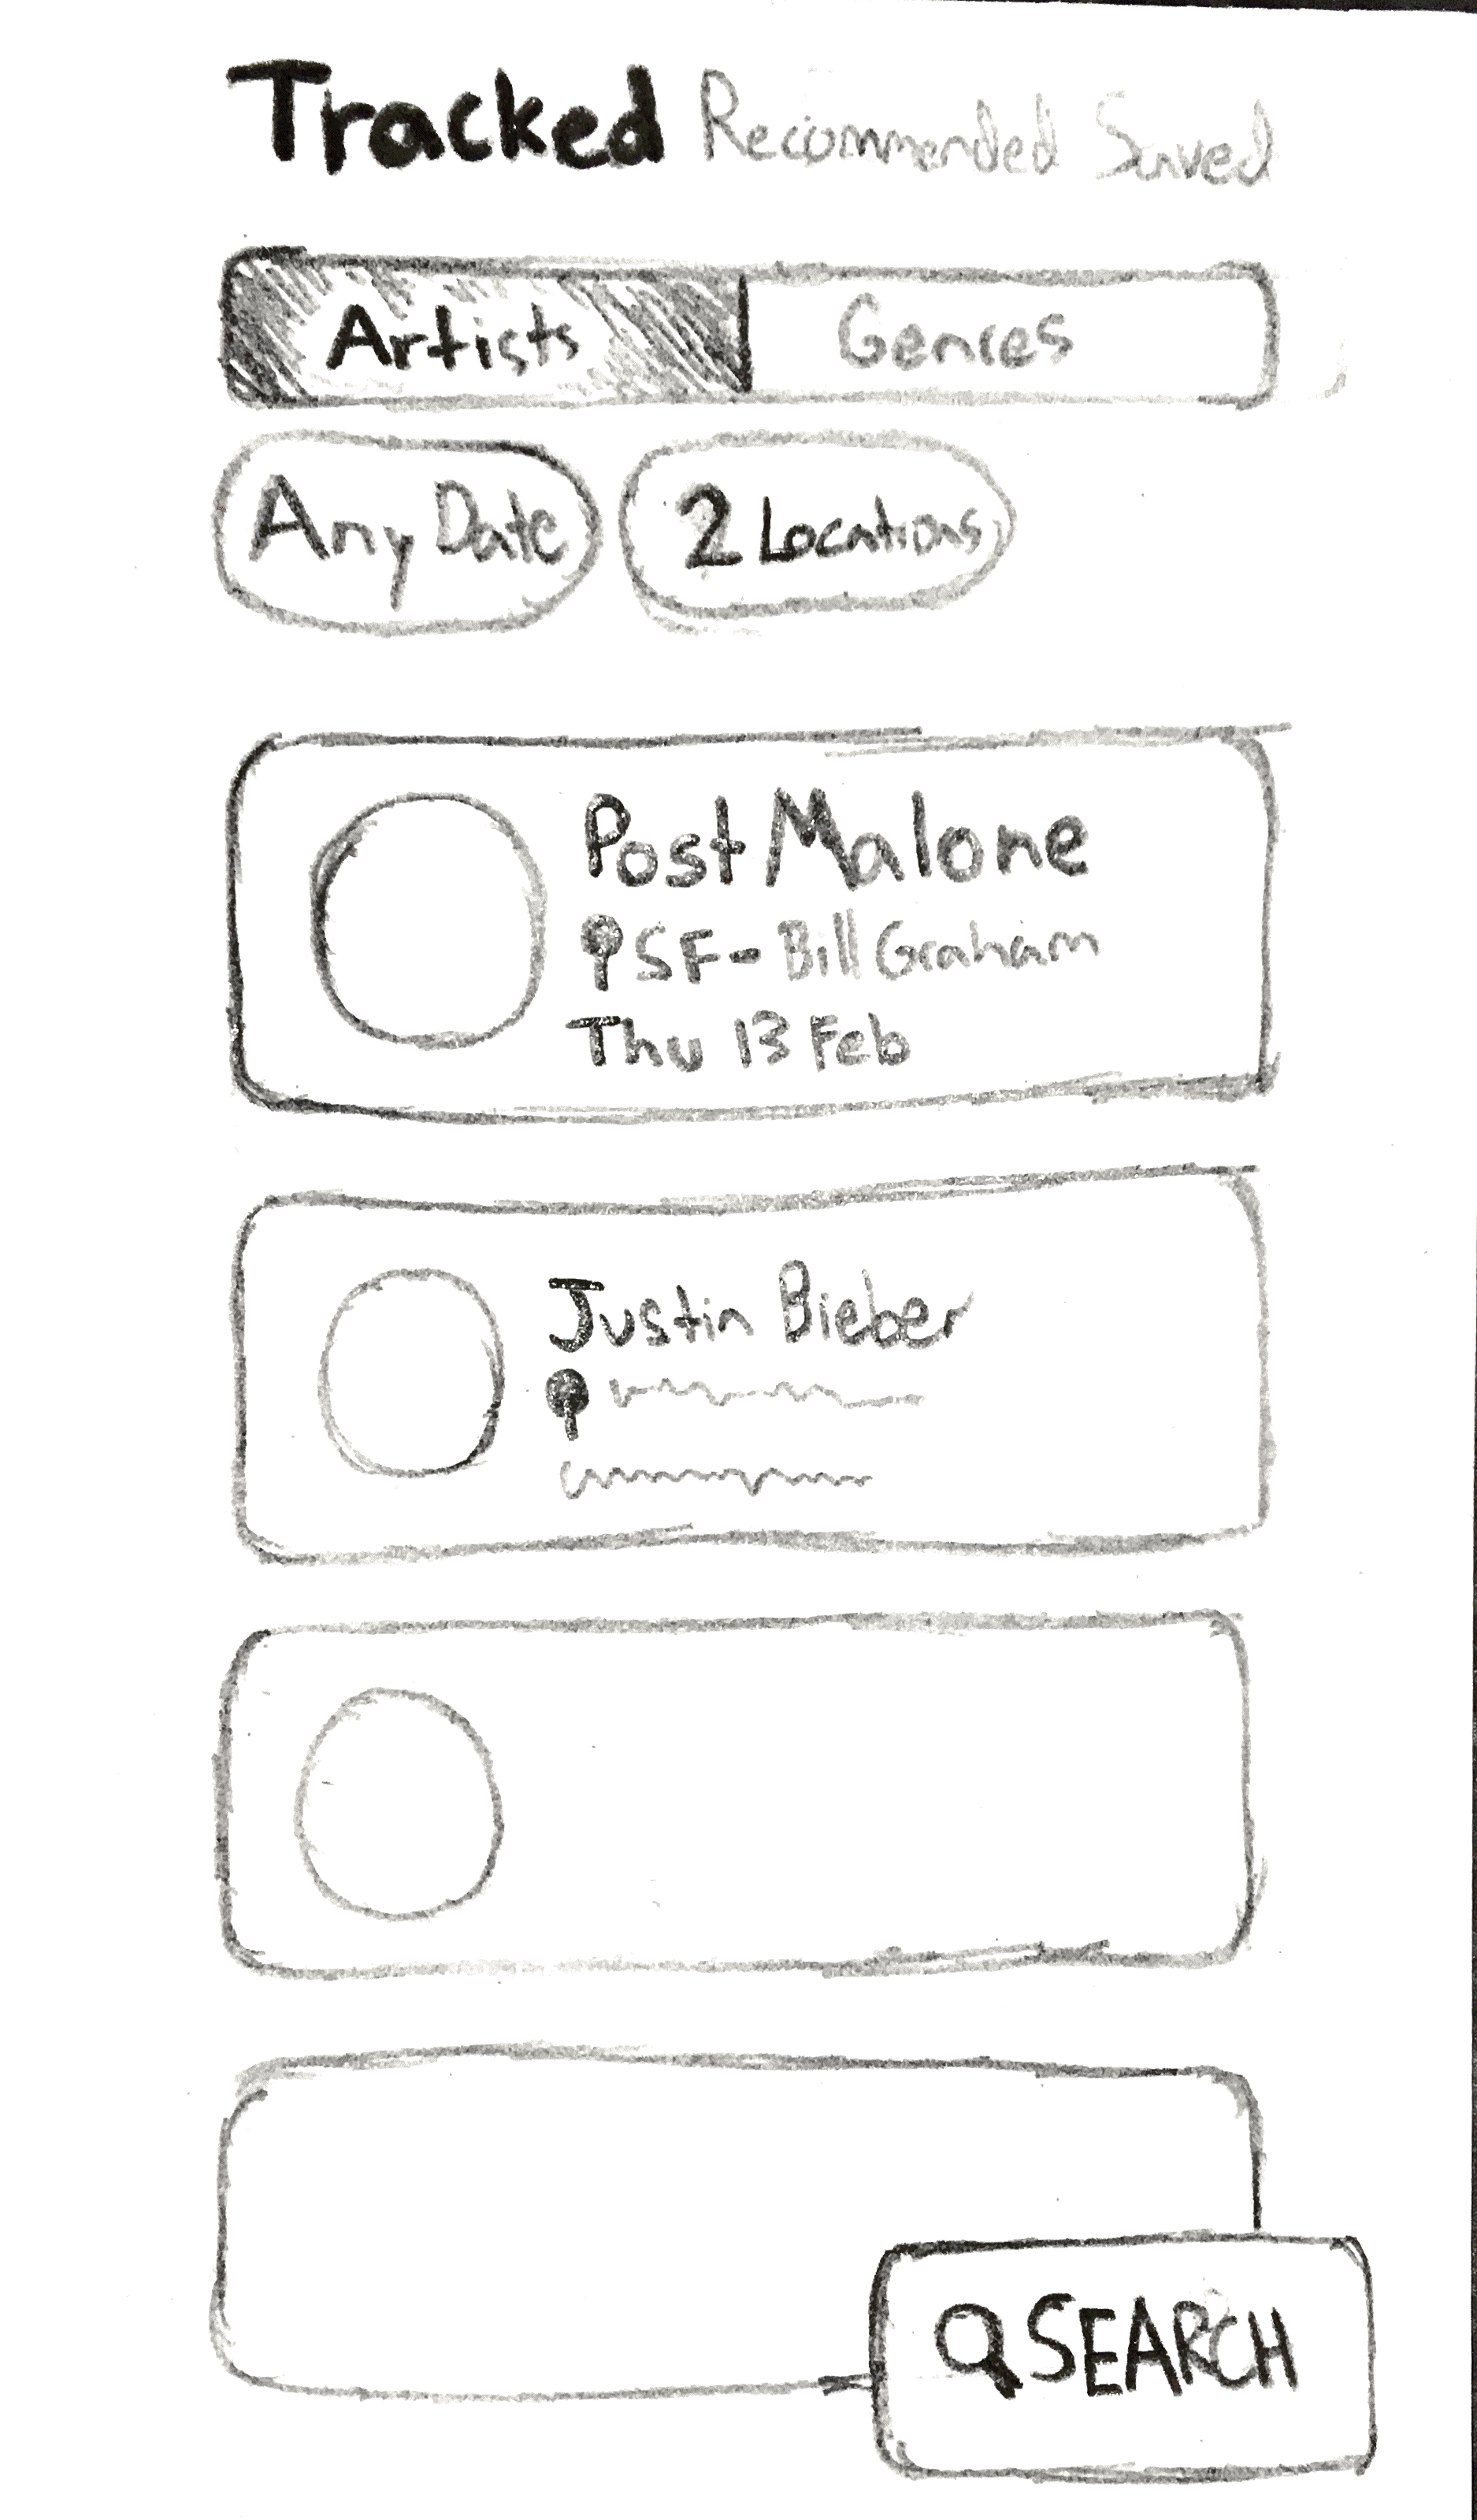 Tracked Recommended Saved
Artists Genres
Any Date 2 Locations
Post Malone
SF - Bill Graham
Thu 13 Feb
Justin Bieber
SEARCH